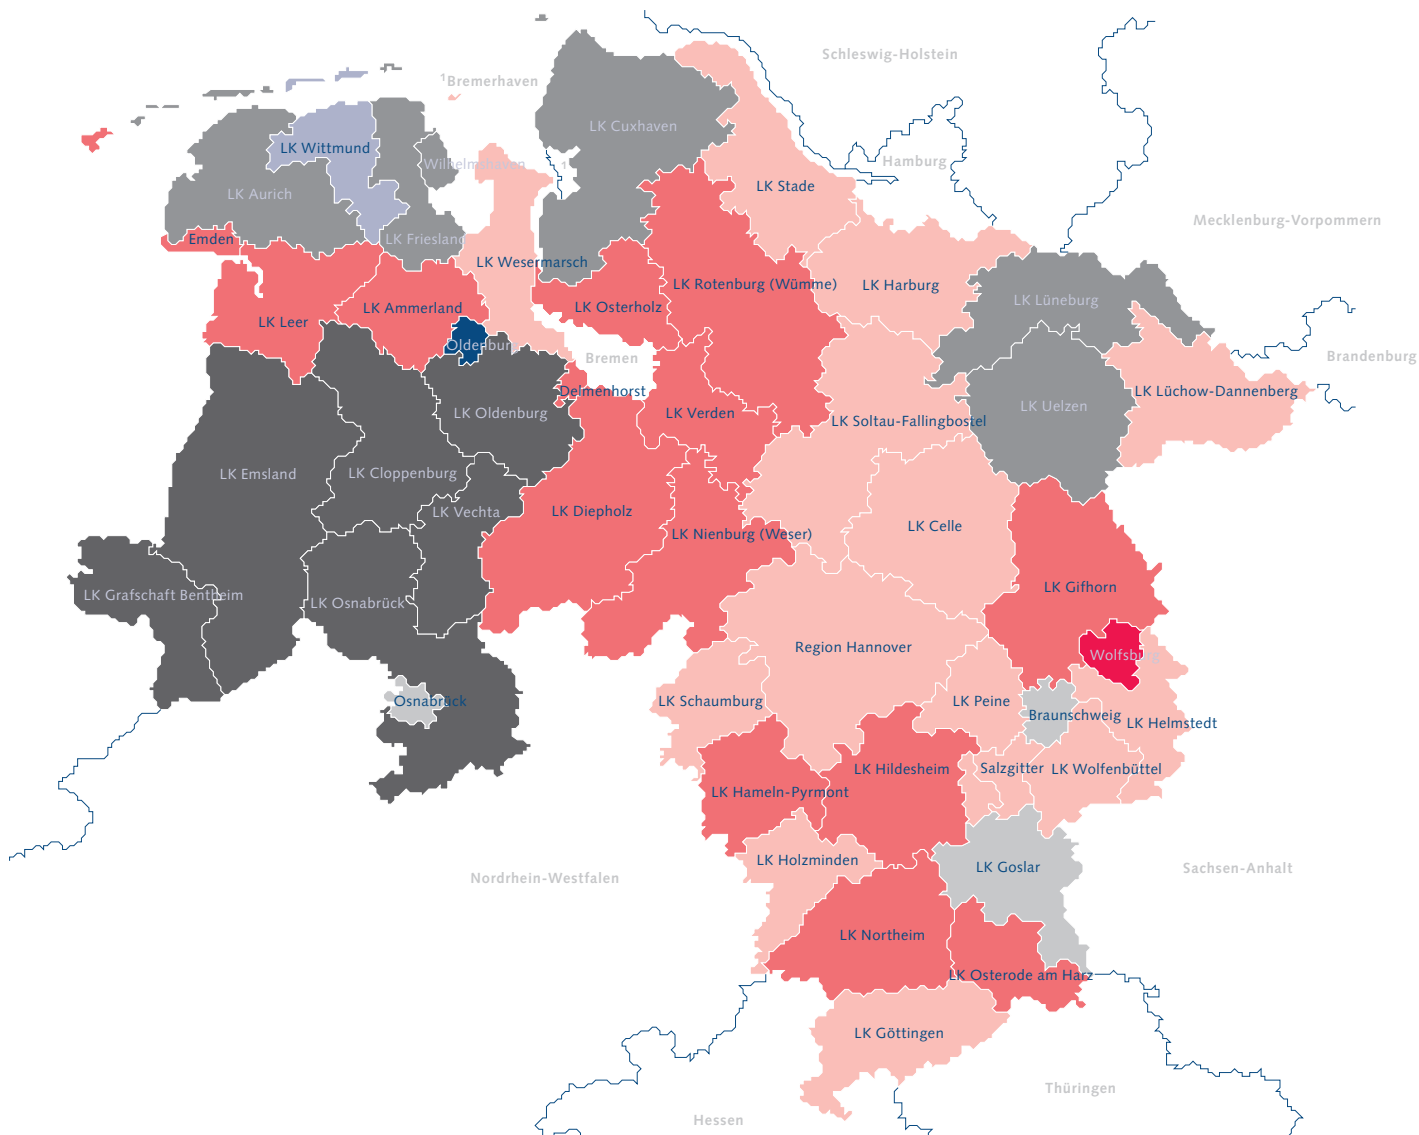 Schleswig-Holstein
¹Bremerhaven
LK Cuxhaven
LK Wittmund
Wilhelmshaven
1
Hamburg
LK Aurich
LK Stade
Mecklenburg-Vorpommern
Emden
LK Friesland
LK Wesermarsch
LK Rotenburg (Wümme)
LK Harburg
LK Lüneburg
LK Ammerland
LK Osterholz
LK Leer
Oldenburg
Bremen
Brandenburg
Delmenhorst
LK Lüchow-Dannenberg
LK Oldenburg
LK Verden
LK Uelzen
LK Soltau-Fallingbostel
LK Emsland
LK Cloppenburg
LK Vechta
LK Diepholz
LK Nienburg (Weser)
LK Celle
LK Gifhorn
LK Grafschaft Bentheim
LK Osnabrück
Region Hannover
Wolfsburg
Osnabrück
LK Schaumburg
LK Peine
Braunschweig
LK Helmstedt
LK Hildesheim
Salzgitter
LK Wolfenbüttel
LK Hameln-Pyrmont
LK Holzminden
LK Goslar
Sachsen-Anhalt
Nordrhein-Westfalen
LK Northeim
LK Osterode am Harz
LK Göttingen
Thüringen
Hessen